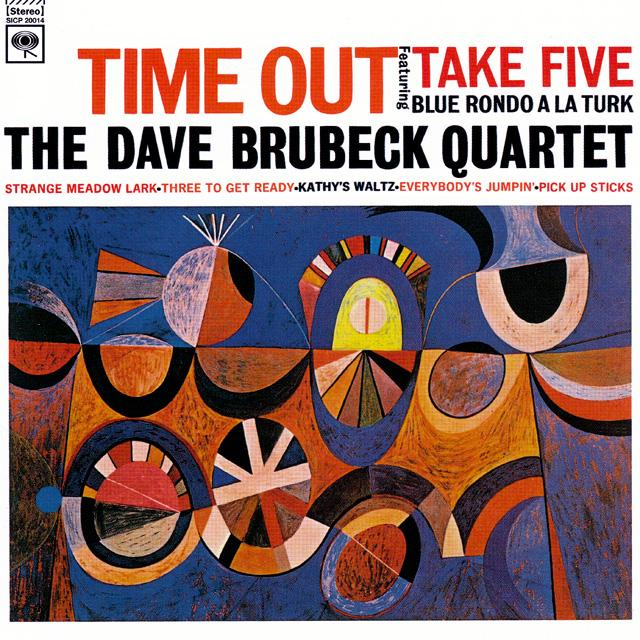 [Stereo]
SICP 20014
TIME OUT Featuring TAKE FIVE
BLUE RONDO A LA TURK
THE DAVE BRUBECK QUARTET
STRANGE MEADOW LARK•THREE TO GET READY•KATHY'S WALTZ•EVERYBODY'S JUMPIN'•PICK UP STICKS